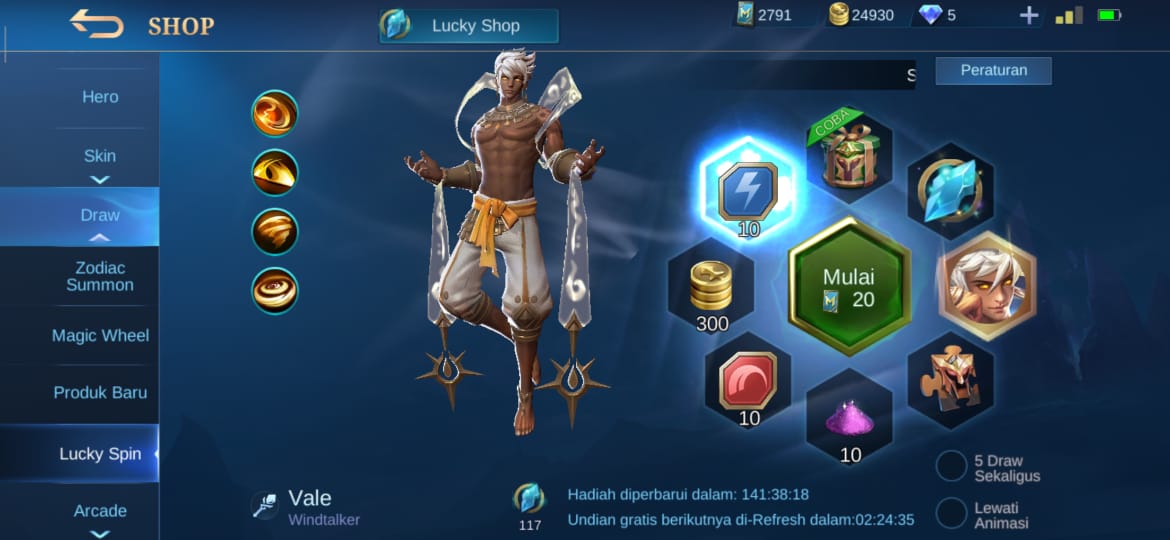 SHOP
Lucky Shop
2791
24930
5
Hero
Skin
Draw
Zodiac
Summon
Magic Wheel
Produk Baru
Lucky Spin
Arcade
S
Peraturan
COBA
10
Mulai
20
300
10
10
5 Draw
Sekaligus
Lewati
Animasi
Vale
Windtalker
117
Hadiah diperbarui dalam: 141:38:18
Undian gratis berikutnya di-Refresh dalam:02:24:35